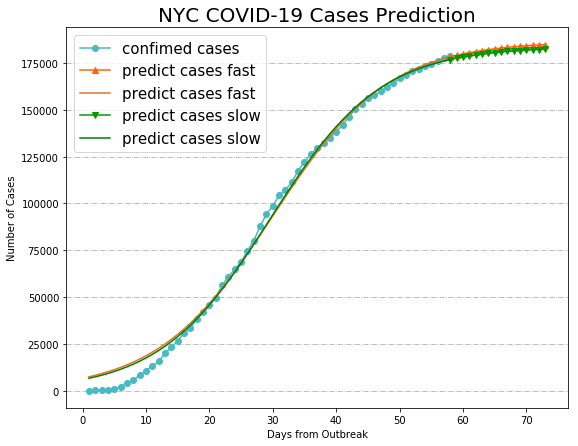 NYC COVID-19 Cases Prediction
confimed cases
predict cases fast
predict cases fast
predict cases slow
predict cases slow
Number of Cases
175000
150000
125000
100000
75000
50000
25000
0
0 10 20 30 40 50 60 70
Days from Outbreak